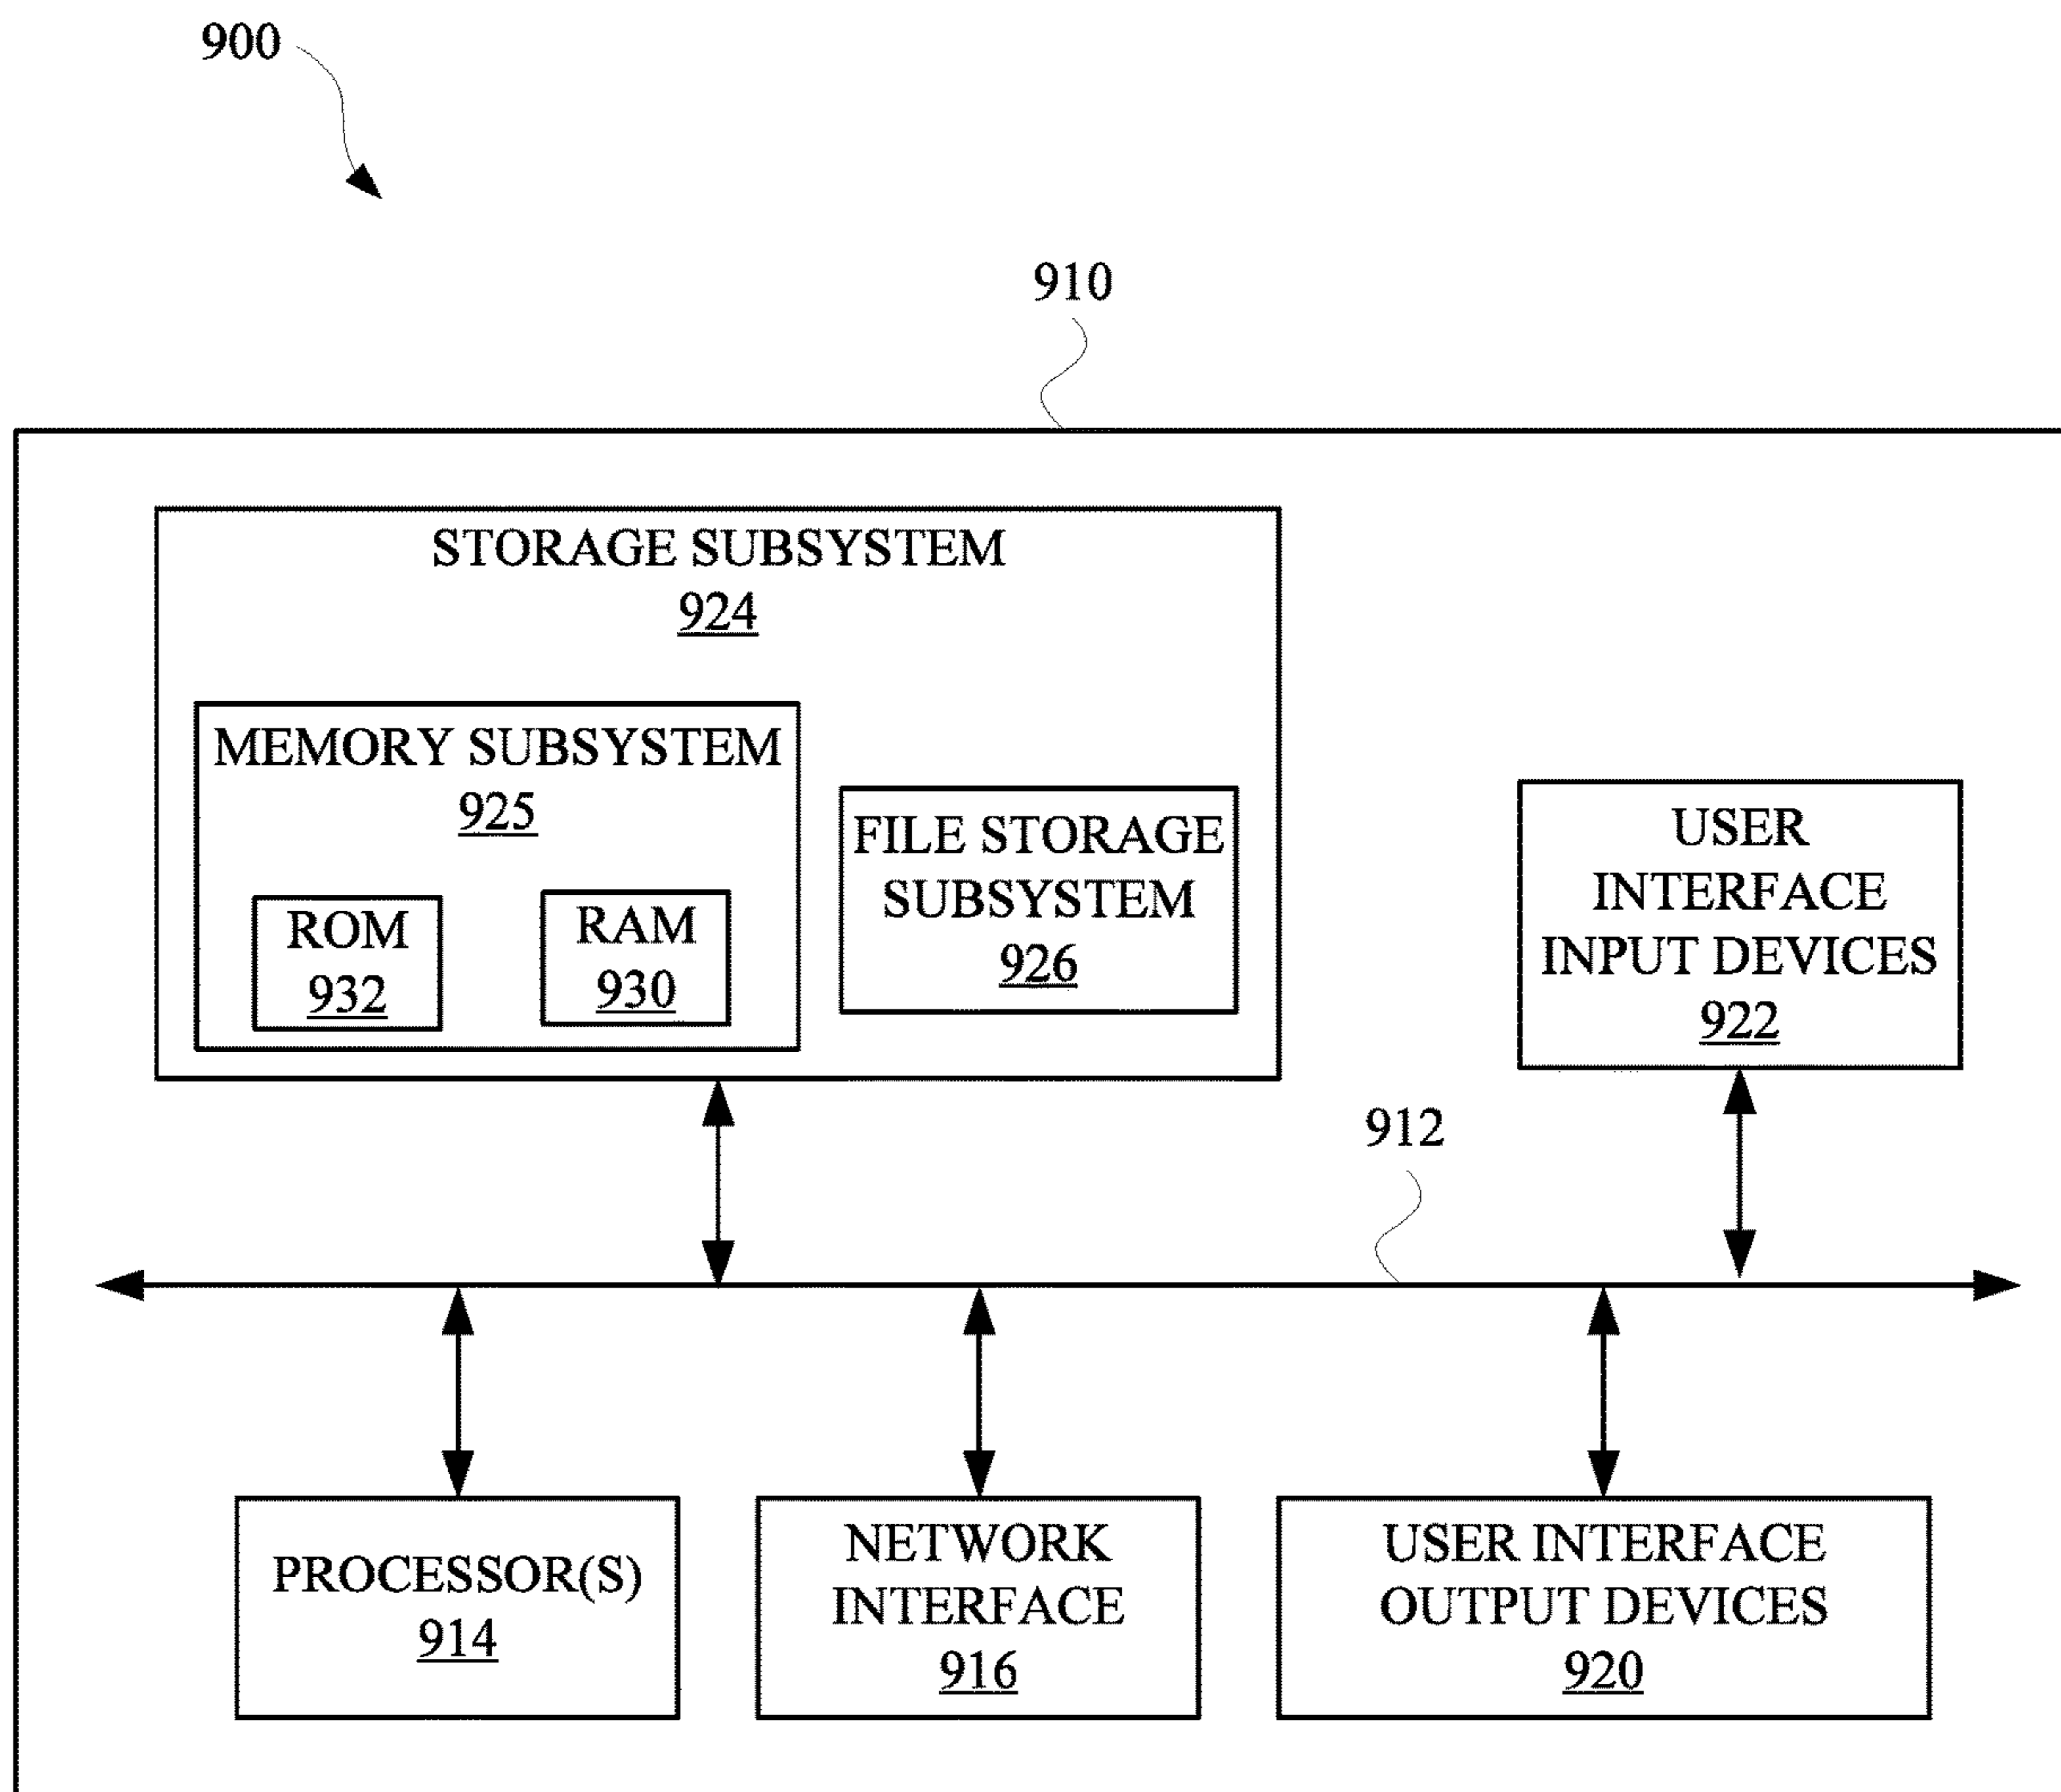 900
910
STORAGE SUBSYSTEM
924
MEMORY SUBSYSTEM
925
ROM
932
RAM
930
FILE STORAGE
SUBSYSTEM
926
USER
INTERFACE
INPUT DEVICES
922
912
PROCESSOR(S)
914
NETWORK
INTERFACE
916
USER INTERFACE
OUTPUT DEVICES
920